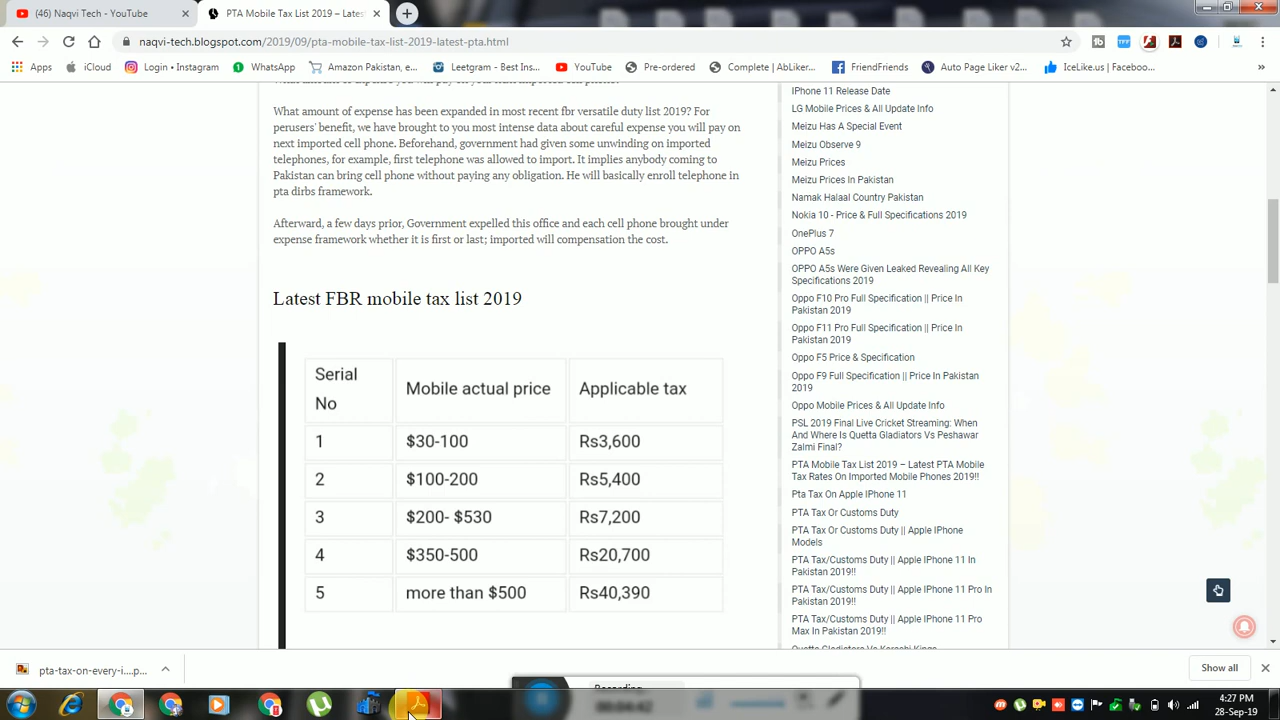 (46) Naqvi Tech - YouTube
PTA Mobile Tax List 2019 – Lates
naqvi-tech.blogspot.com/2019/09/pta-mobile-tax-list-2019-latest-pta.html
Apps
iCloud
Login • Instagram
WhatsApp
Amazon Pakistan, e...
Leetgram - Best Ins...
YouTube
Pre-ordered
Complete | AbLiker...
FriendFriends
Auto Page Liker v2...
IceLike.us | Faceboo...
What amount of expense has been expanded in most recent fbr versatile duty list 2019? For
perusers' benefit, we have brought to you most intense data about careful expense you will pay on
next imported cell phone. Beforehand, government had given some unwinding on imported
telephones, for example, first telephone was allowed to import. It implies anybody coming to
Pakistan can bring cell phone without paying any obligation. He will basically enroll telephone in
pta dirbs framework.
Afterward, a few days prior, Government expelled this office and each cell phone brought under
expense framework whether it is first or last; imported will compensation the cost.
Latest FBR mobile tax list 2019
Serial No
Mobile actual price
Applicable tax
1 $30-100 Rs3,600
2 $100-200 Rs5,400
3 $200- $530 Rs7,200
4 $350-500 Rs20,700
5 more than $500 Rs40,390
IPhone 11 Release Date
LG Mobile Prices & All Update Info
Meizu Has A Special Event
Meizu Observe 9
Meizu Prices
Meizu Prices In Pakistan
Namak Halaal Country Pakistan
Nokia 10 - Price & Full Specifications 2019
OnePlus 7
OPPO A5s
OPPO A5s Were Given Leaked Revealing All Key
Specifications 2019
Oppo F10 Pro Full Specification || Price In
Pakistan 2019
Oppo F11 Pro Full Specification || Price In
Pakistan 2019
Oppo F5 Price & Specification
Oppo F9 Full Specification || Price In Pakistan
2019
Oppo Mobile Prices & All Update Info
PSL 2019 Final Live Cricket Streaming: When
And Where Is Quetta Gladiators Vs Peshawar
Zalmi Final?
PTA Mobile Tax List 2019 – Latest PTA Mobile
Tax Rates On Imported Mobile Phones 2019!!
Pta Tax On Apple IPhone 11
PTA Tax Or Customs Duty
PTA Tax Or Customs Duty || Apple IPhone
Models
PTA Tax/Customs Duty || Apple IPhone 11 In
Pakistan 2019!!
PTA Tax/Customs Duty || Apple IPhone 11 Pro In
Pakistan 2019!!
PTA Tax/Customs Duty || Apple IPhone 11 Pro
Max In Pakistan 2019!!
pta-tax-on-every-i....p...
Show all
Recording
00:04:42
4:27 PM
28-Sep-19